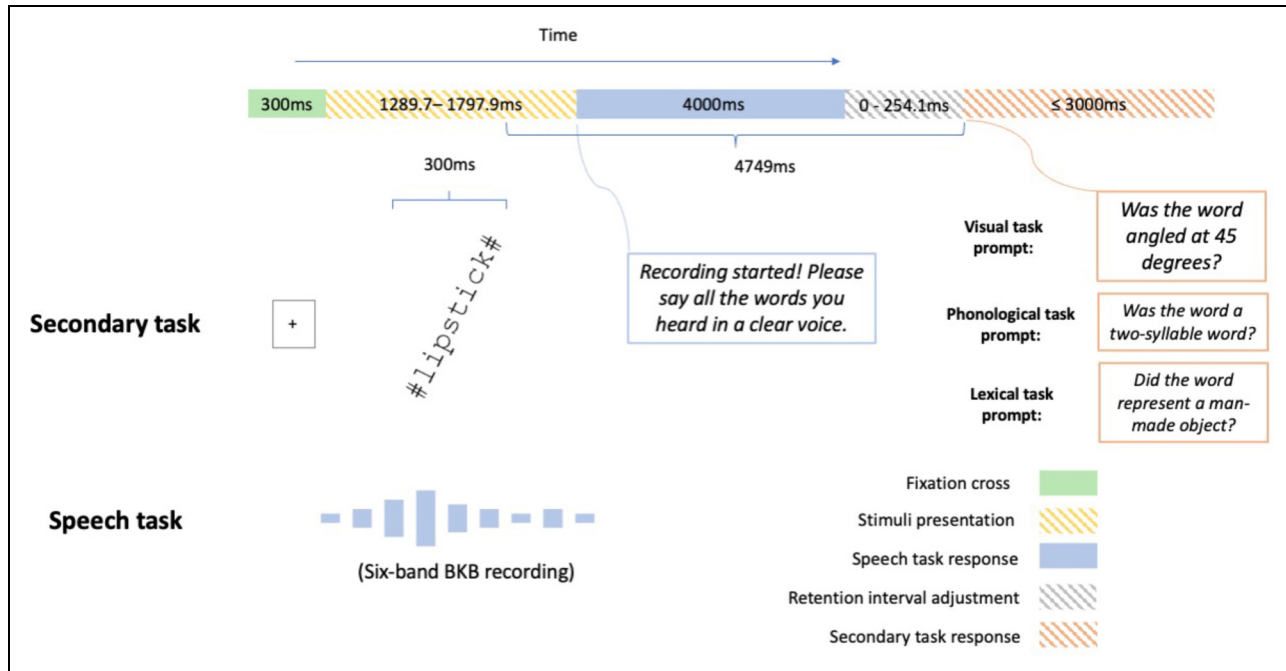 Time
300ms
1289.7– 1797.9ms
4000ms
0 - 254.1ms
≤ 3000ms
300ms
4749ms
#lipstick#
Recording started! Please
say all the words you
heard in a clear voice.
Visual task
prompt:
Was the word
angled at 45
degrees?
Secondary task
+
Phonological task
prompt:
Was the word a
two-syllable word?
Lexical task
prompt:
Did the word
represent a man-
made object?
Speech task
(Six-band BKB recording)
Fixation cross
Stimuli presentation
Speech task response
Retention interval adjustment
Secondary task response